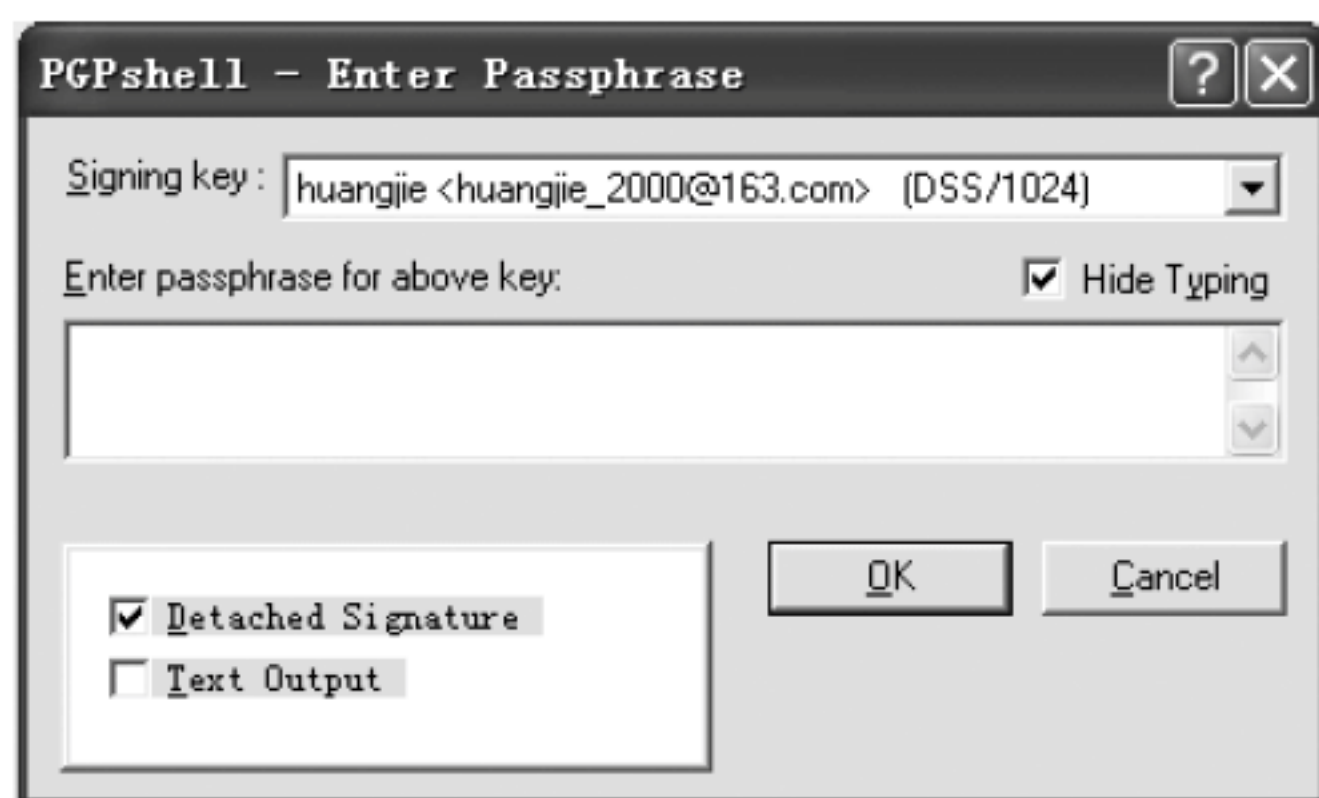 PGPshell - Enter Passphrase
Signing key : huangjie <huangjie_2000@163.com> (DSS/1024)
Enter passphrase for above key: Hide Typing
Detached Signature
Text Output
OK Cancel